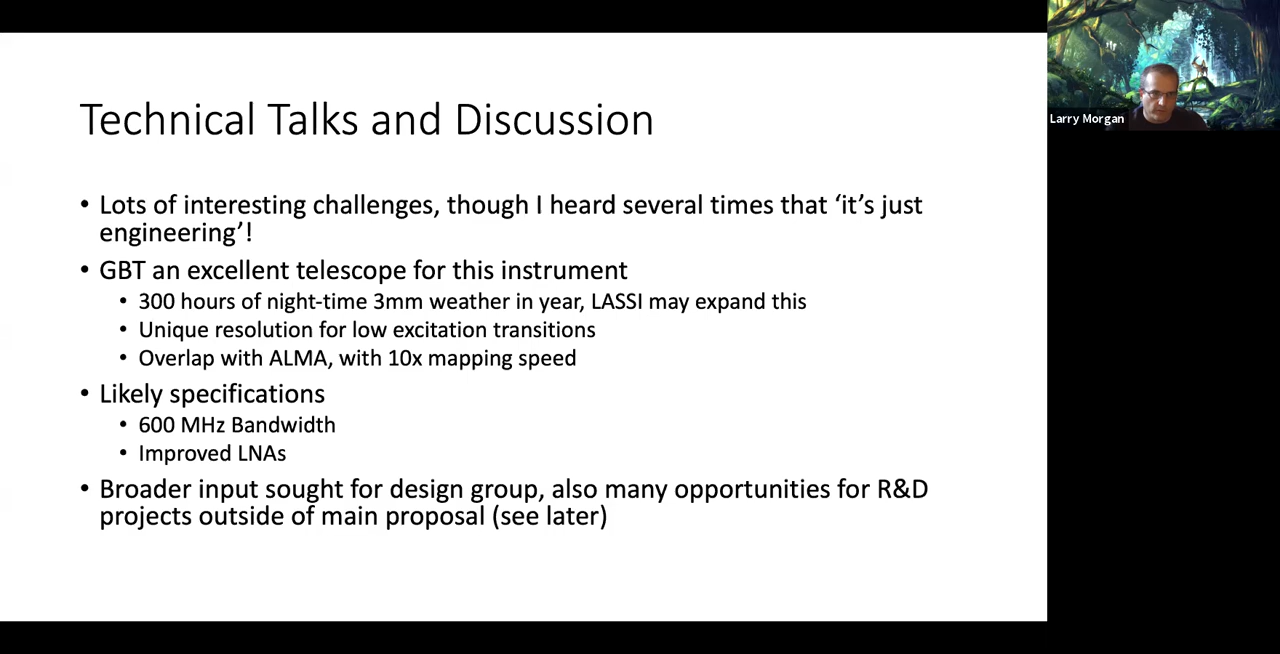 Technical Talks and Discussion
• Lots of interesting challenges, though I heard several times that ‘it’s just
engineering’!
• GBT an excellent telescope for this instrument
• 300 hours of night-time 3mm weather in year, LASSI may expand this
• Unique resolution for low excitation transitions
• Overlap with ALMA, with 10x mapping speed
• Likely specifications
• 600 MHz Bandwidth
• Improved LNAs
• Broader input sought for design group, also many opportunities for R&D
projects outside of main proposal (see later)
Larry Morgan